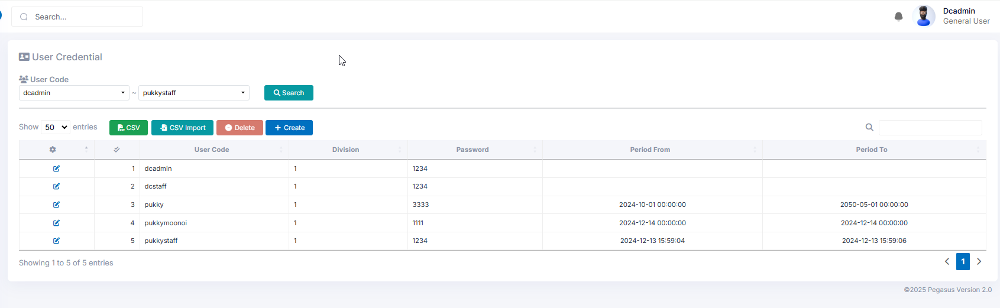 Search...
Dcadmin
General User
User Credential
User Code
dcadmin ~ pukkystaff Search
Show 50 entries CSV CSV Import Delete Create
User Code Division Password Period From Period To
1 dcadmin 1 1234
2 dcstaff 1 1234
3 pukky 1 3333 2024-10-01 00:00:00 2050-05-01 00:00:00
4 pukkymoonoi 1 1111 2024-12-14 00:00:00 2024-12-14 00:00:00
5 pukkystaff 1 1234 2024-12-13 15:59:04 2024-12-13 15:59:06
Showing 1 to 5 of 5 entries
1
©2025 Pegasus Version 2.0